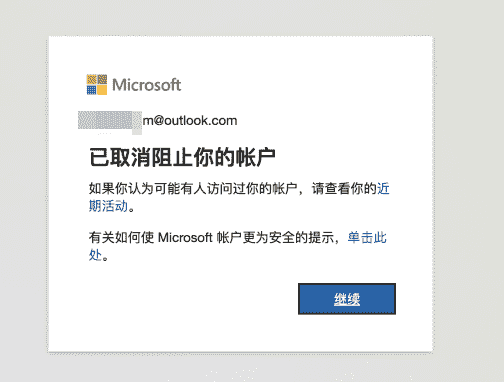 Microsoft
m@outlook.com
已取消阻止你的帐户
如果你认为可能有人访问过你的帐户，请查看你的近
期活动。
有关如何使 Microsoft 帐户更为安全的提示，单击此
处。
继续